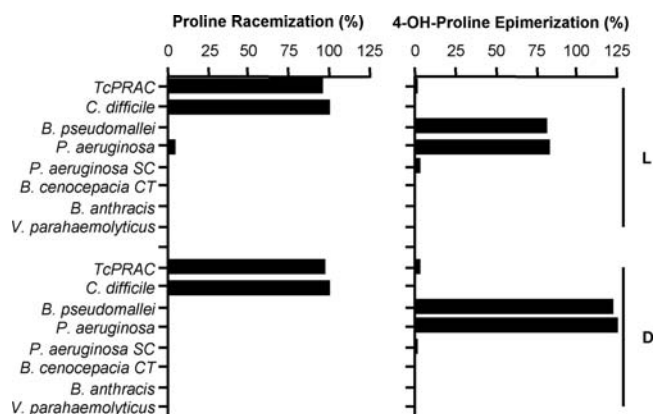 Proline Racemization (%) 4-OH-Proline Epimerization (%)
0 25 50 75 100 125 0 25 50 75 100 125
TcPRAC
C. difficile
B. pseudomallei
P. aeruginosa
P. aeruginosa SC
B. cenocepacia CT
B. anthracis
V. parahaemolyticus
L
TcPRAC
C. difficile
B. pseudomallei
P. aeruginosa
P. aeruginosa SC
B. cenocepacia CT
B. anthracis
V. parahaemolyticus
D